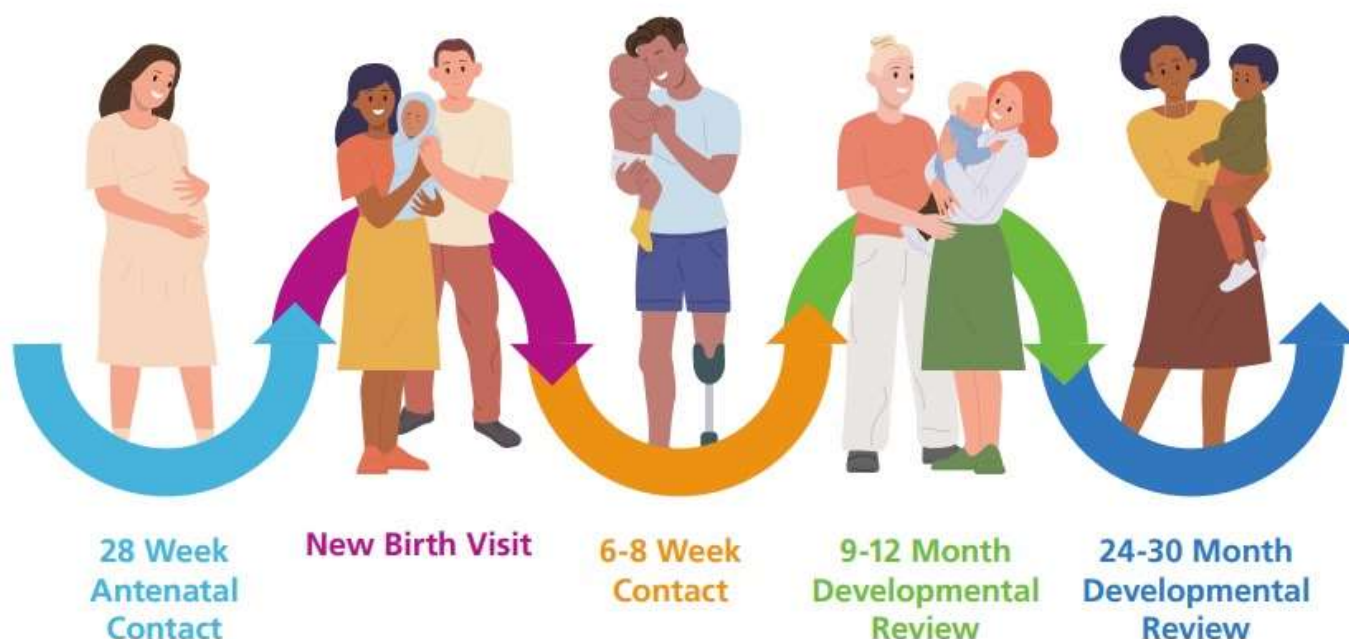 28 Week
Antenatal
Contact
New Birth Visit
6-8 Week
Contact
9-12 Month
Developmental
Review
24-30 Month
Developmental
Review